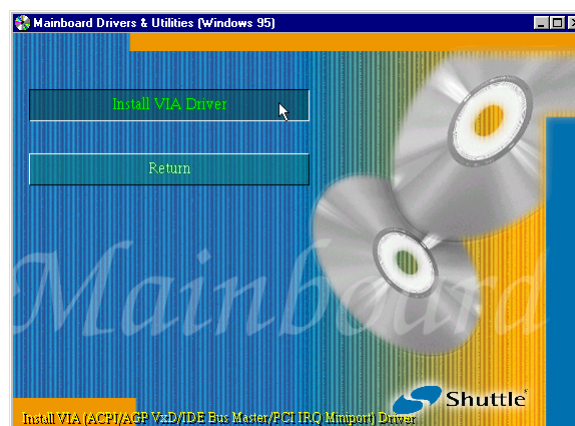 Mainboard Drivers & Utilities (Windows 95)
Install VIA Driver
Return
Mainboard
Shuttle
Install VIA (ACPI/AGP VxD/IDE Bus Master/PCI IRQ Miniport) Driver